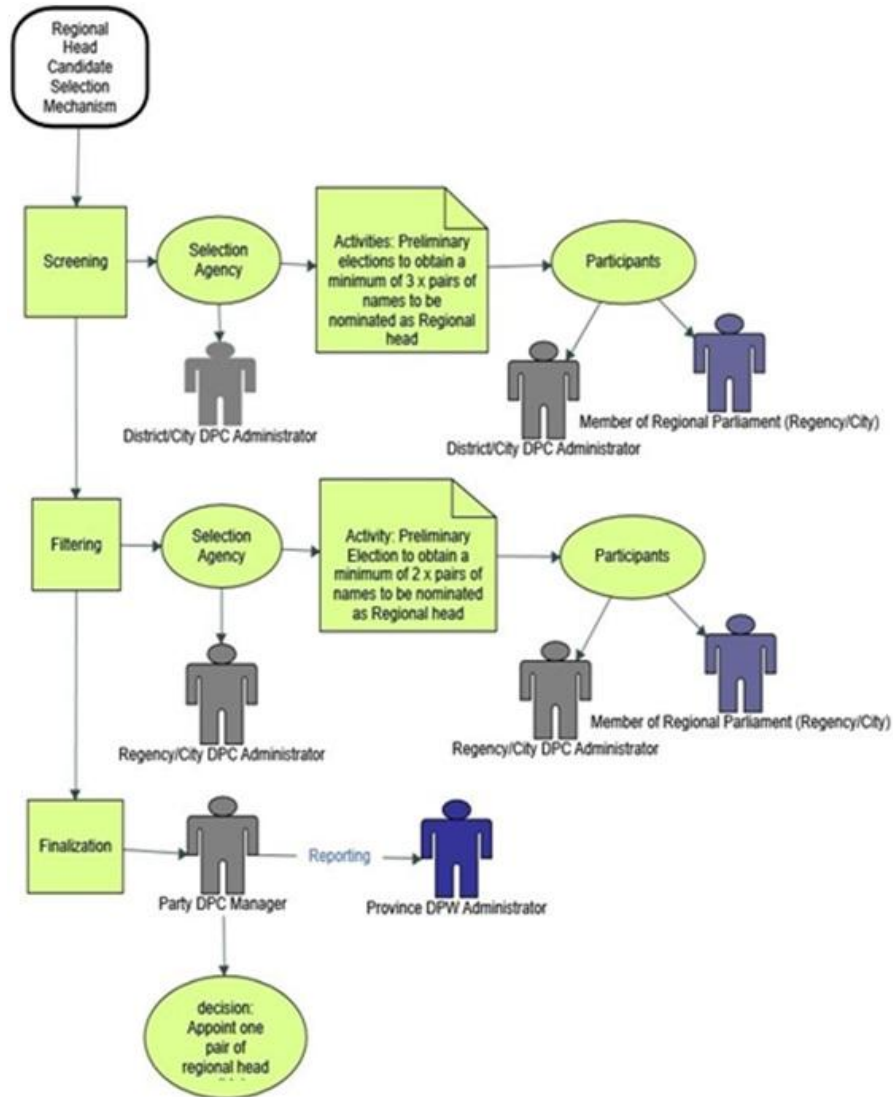 Regional
Head
Candidate
Selection
Mechanism
Screening
Selection
Agency
Activities: Preliminary
elections to obtain a
minimum of 3 x pairs of
names to be
nominated as Regional
head
Participants
District/City DPC Administrator
District/City DPC Administrator
Member of Regional Parliament (Regency/City)
Filtering
Selection
Agency
Activity: Preliminary
Election to obtain a
minimum of 2 x pairs of
names to be nominated
as Regional head
Participants
Regency/City DPC Administrator
Regency/City DPC Administrator
Member of Regional Parliament (Regency/City)
Finalization
Reporting
Party DPC Manager
Province DPW Administrator
decision:
Appoint one
pair of
regional head